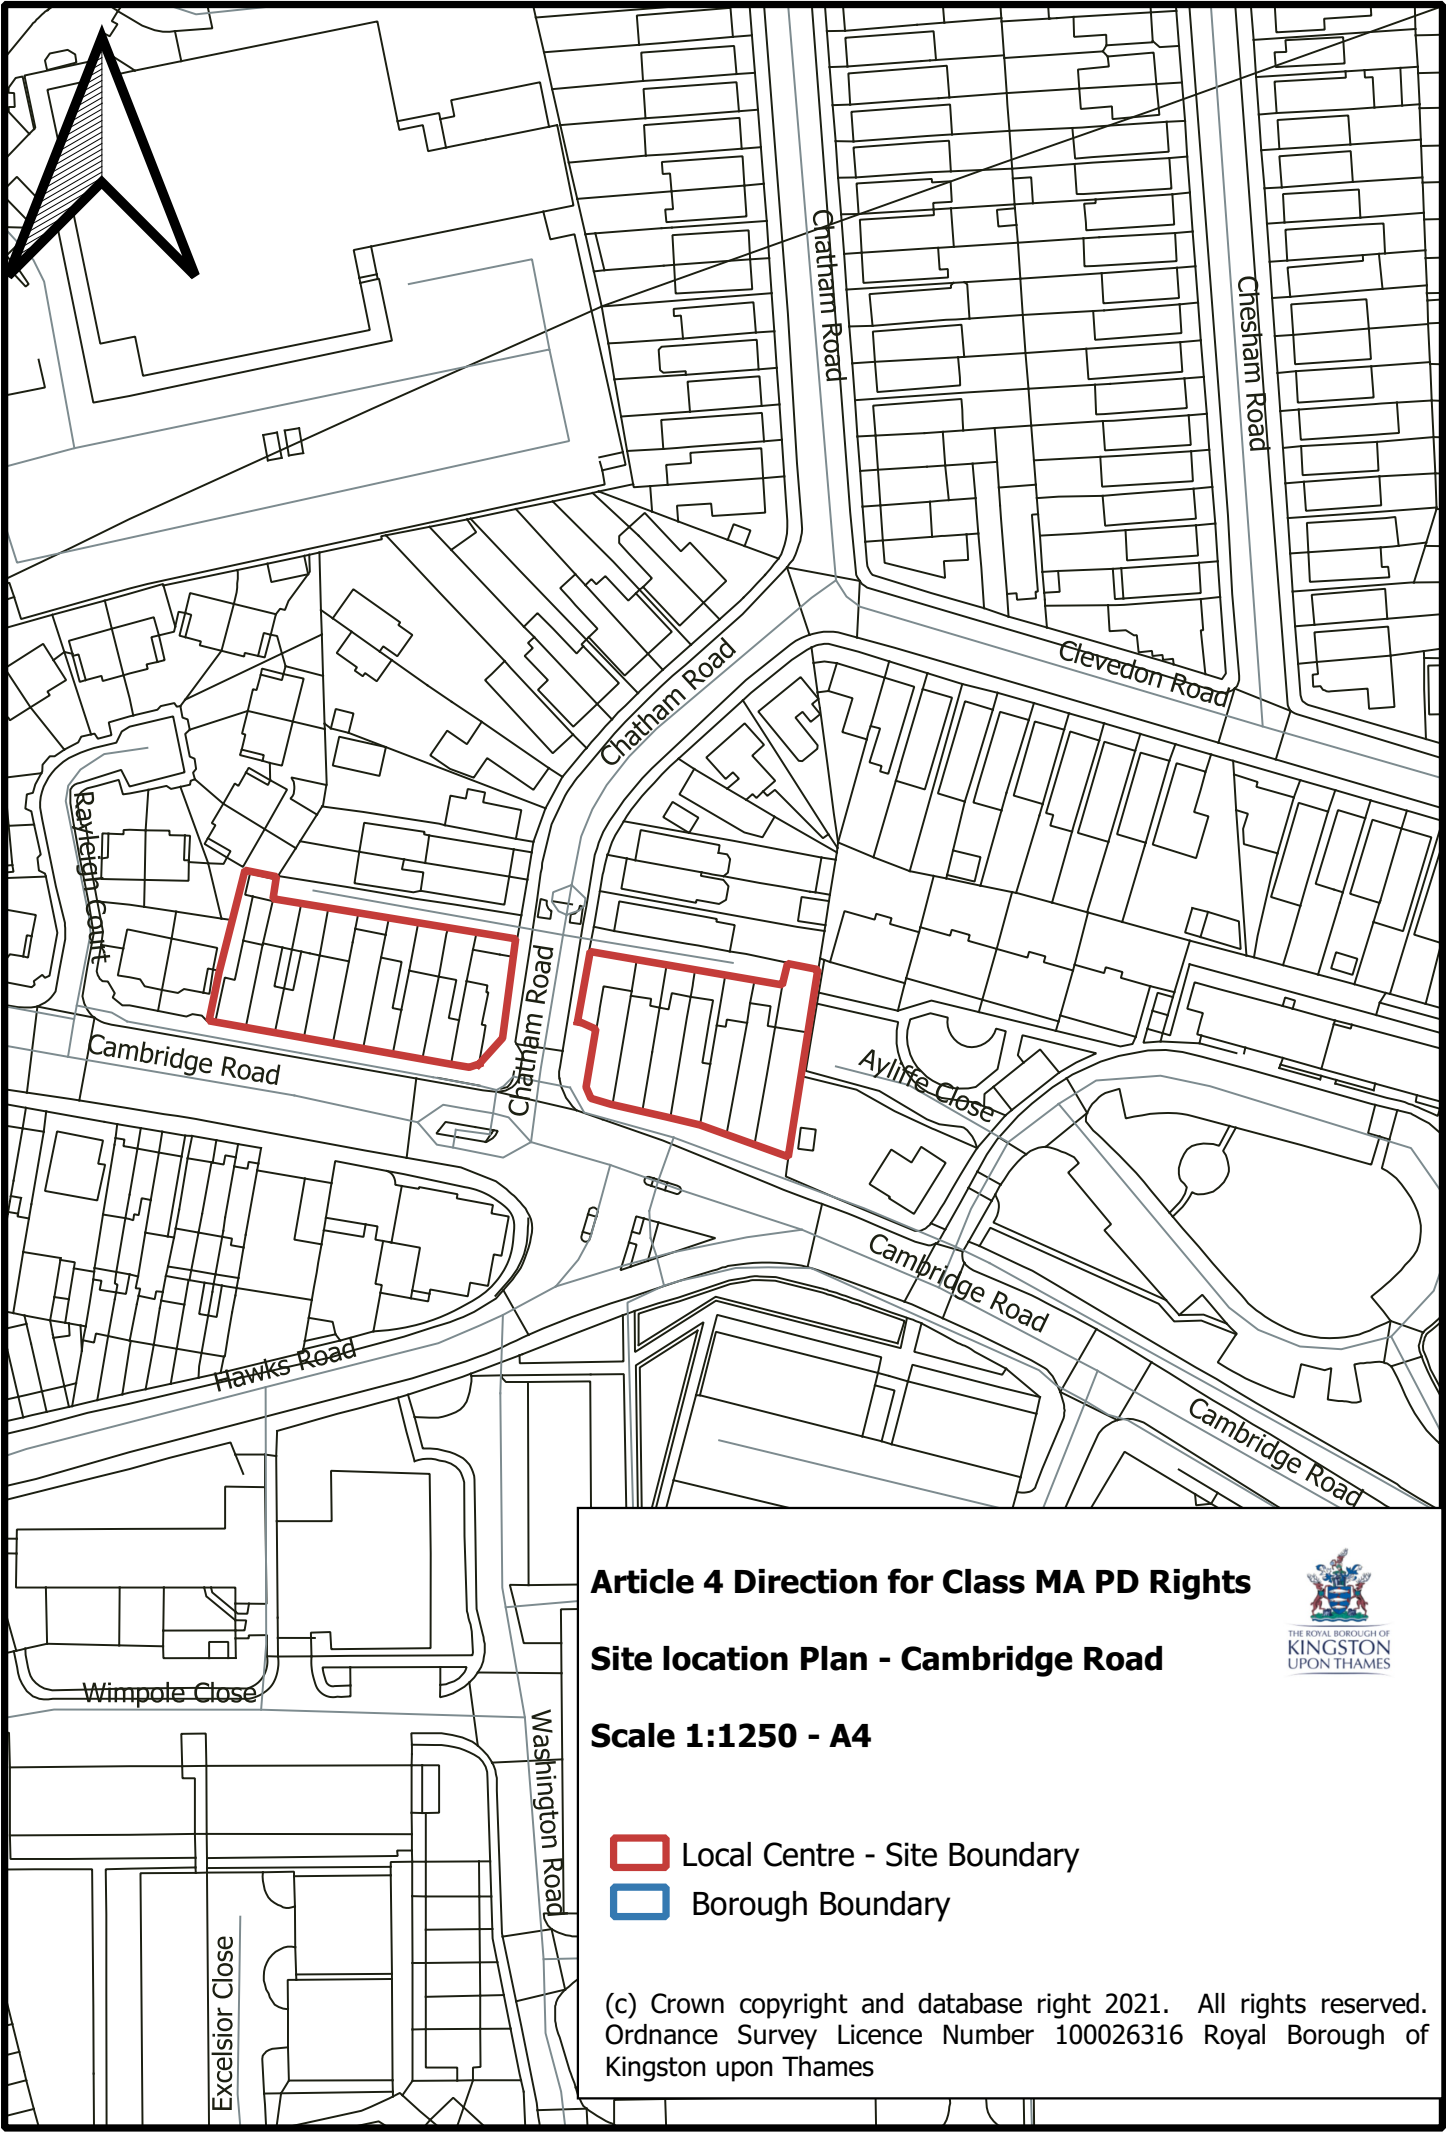 Chatham Road
Chesham Road
Clevedon Road
Chatham Road
Rayleigh Court
Chatham Road
Cambridge Road
Ayliffe Close
Cambridge Road
Hawks Road
Cambridge Road
Wimpole Close
Washington Road
Excelsior Close
Article 4 Direction for Class MA PD Rights
THE ROYAL BOROUGH OF
KINGSTON
UPON THAMES
Site location Plan - Cambridge Road
Scale 1:1250 - A4
Local Centre - Site Boundary
Borough Boundary
(c) Crown copyright and database right 2021. All rights reserved.
Ordnance Survey Licence Number 100026316 Royal Borough of
Kingston upon Thames